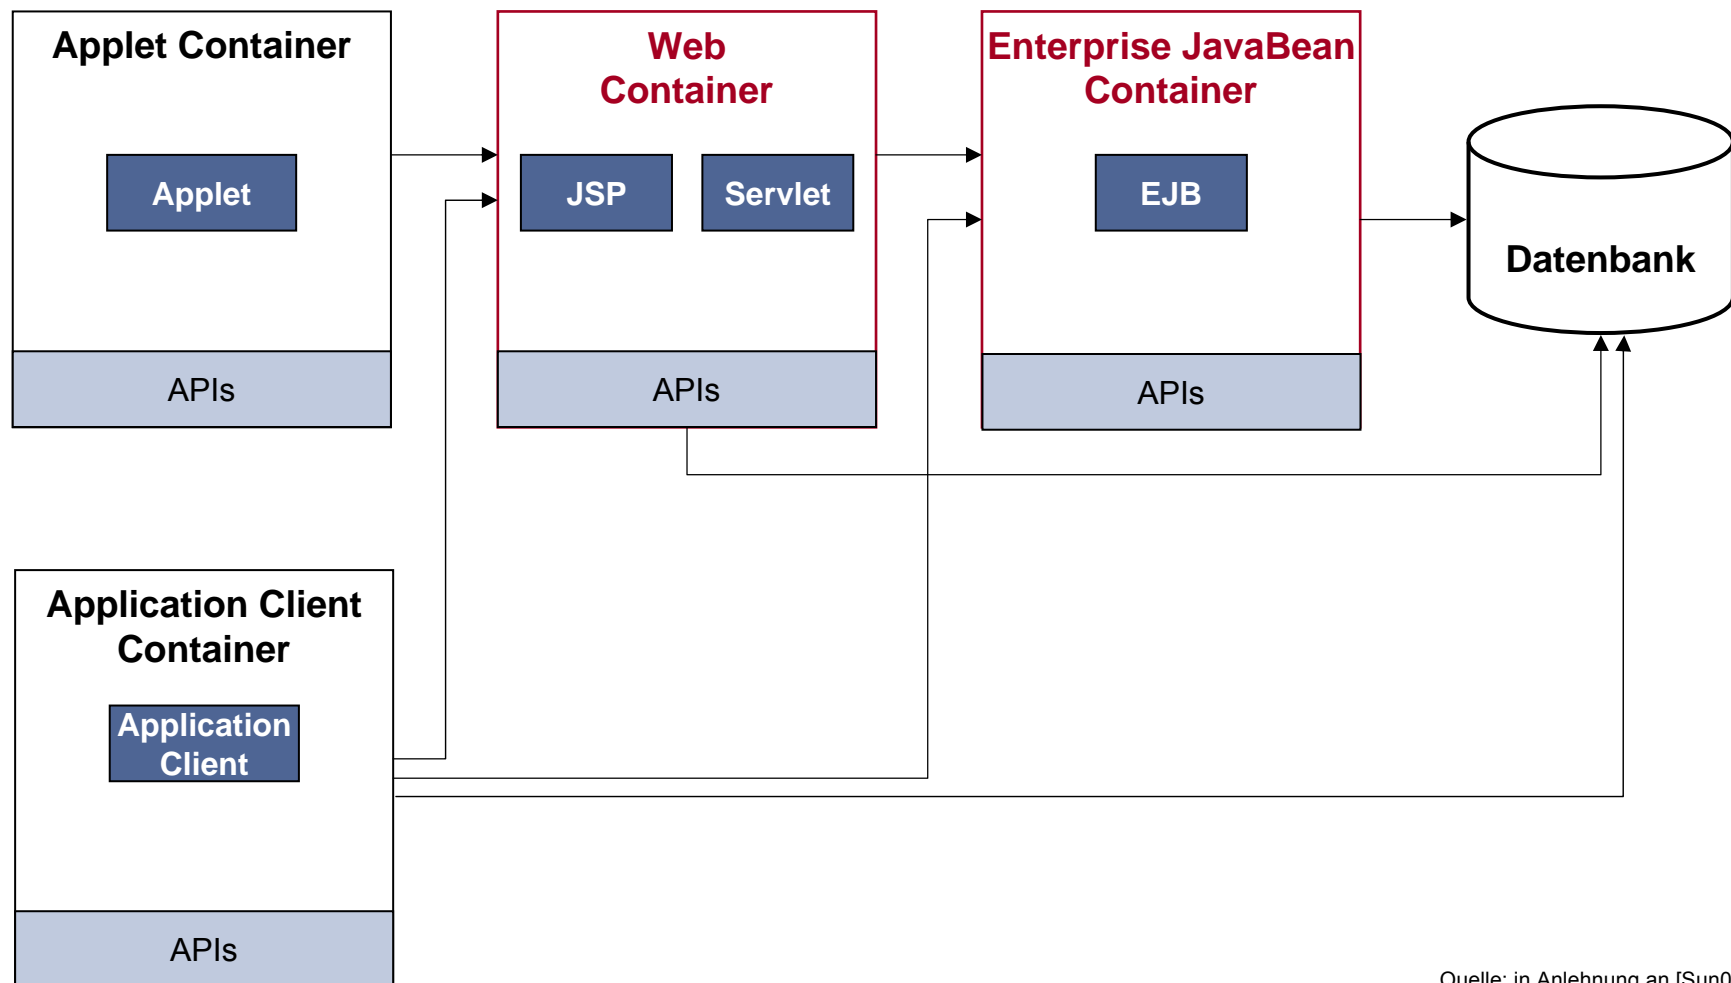 Applet Container
Applet
APIs
Web
Container
JSP
Servlet
APIs
Enterprise JavaBean
Container
EJB
APIs
Datenbank
Application Client
Container
Application
Client
APIs
Quelle: in Anlehnung an [Sun0